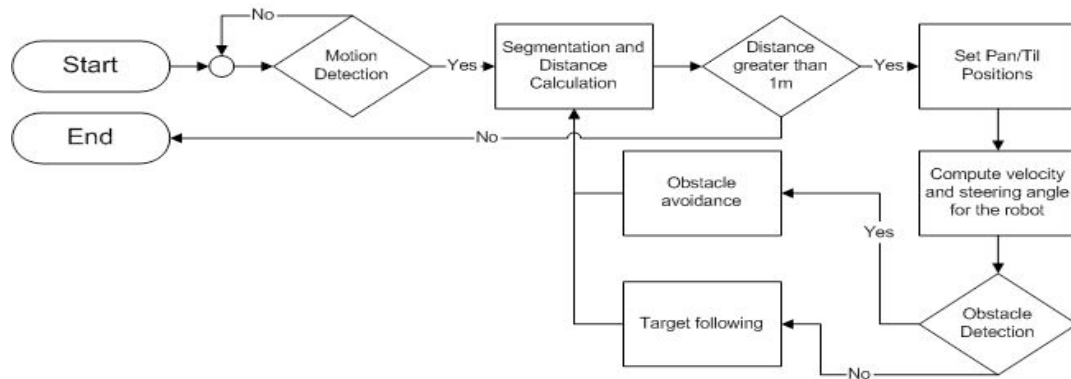 No
Start
Motion
Detection
Yes
Segmentation and
Distance
Calculation
Distance
greater than
1m
Yes
Set Pan/Til
Positions
End
No
Obstacle
avoidance
Compute velocity
and steering angle
for the robot
Yes
Target following
Obstacle
Detection
No